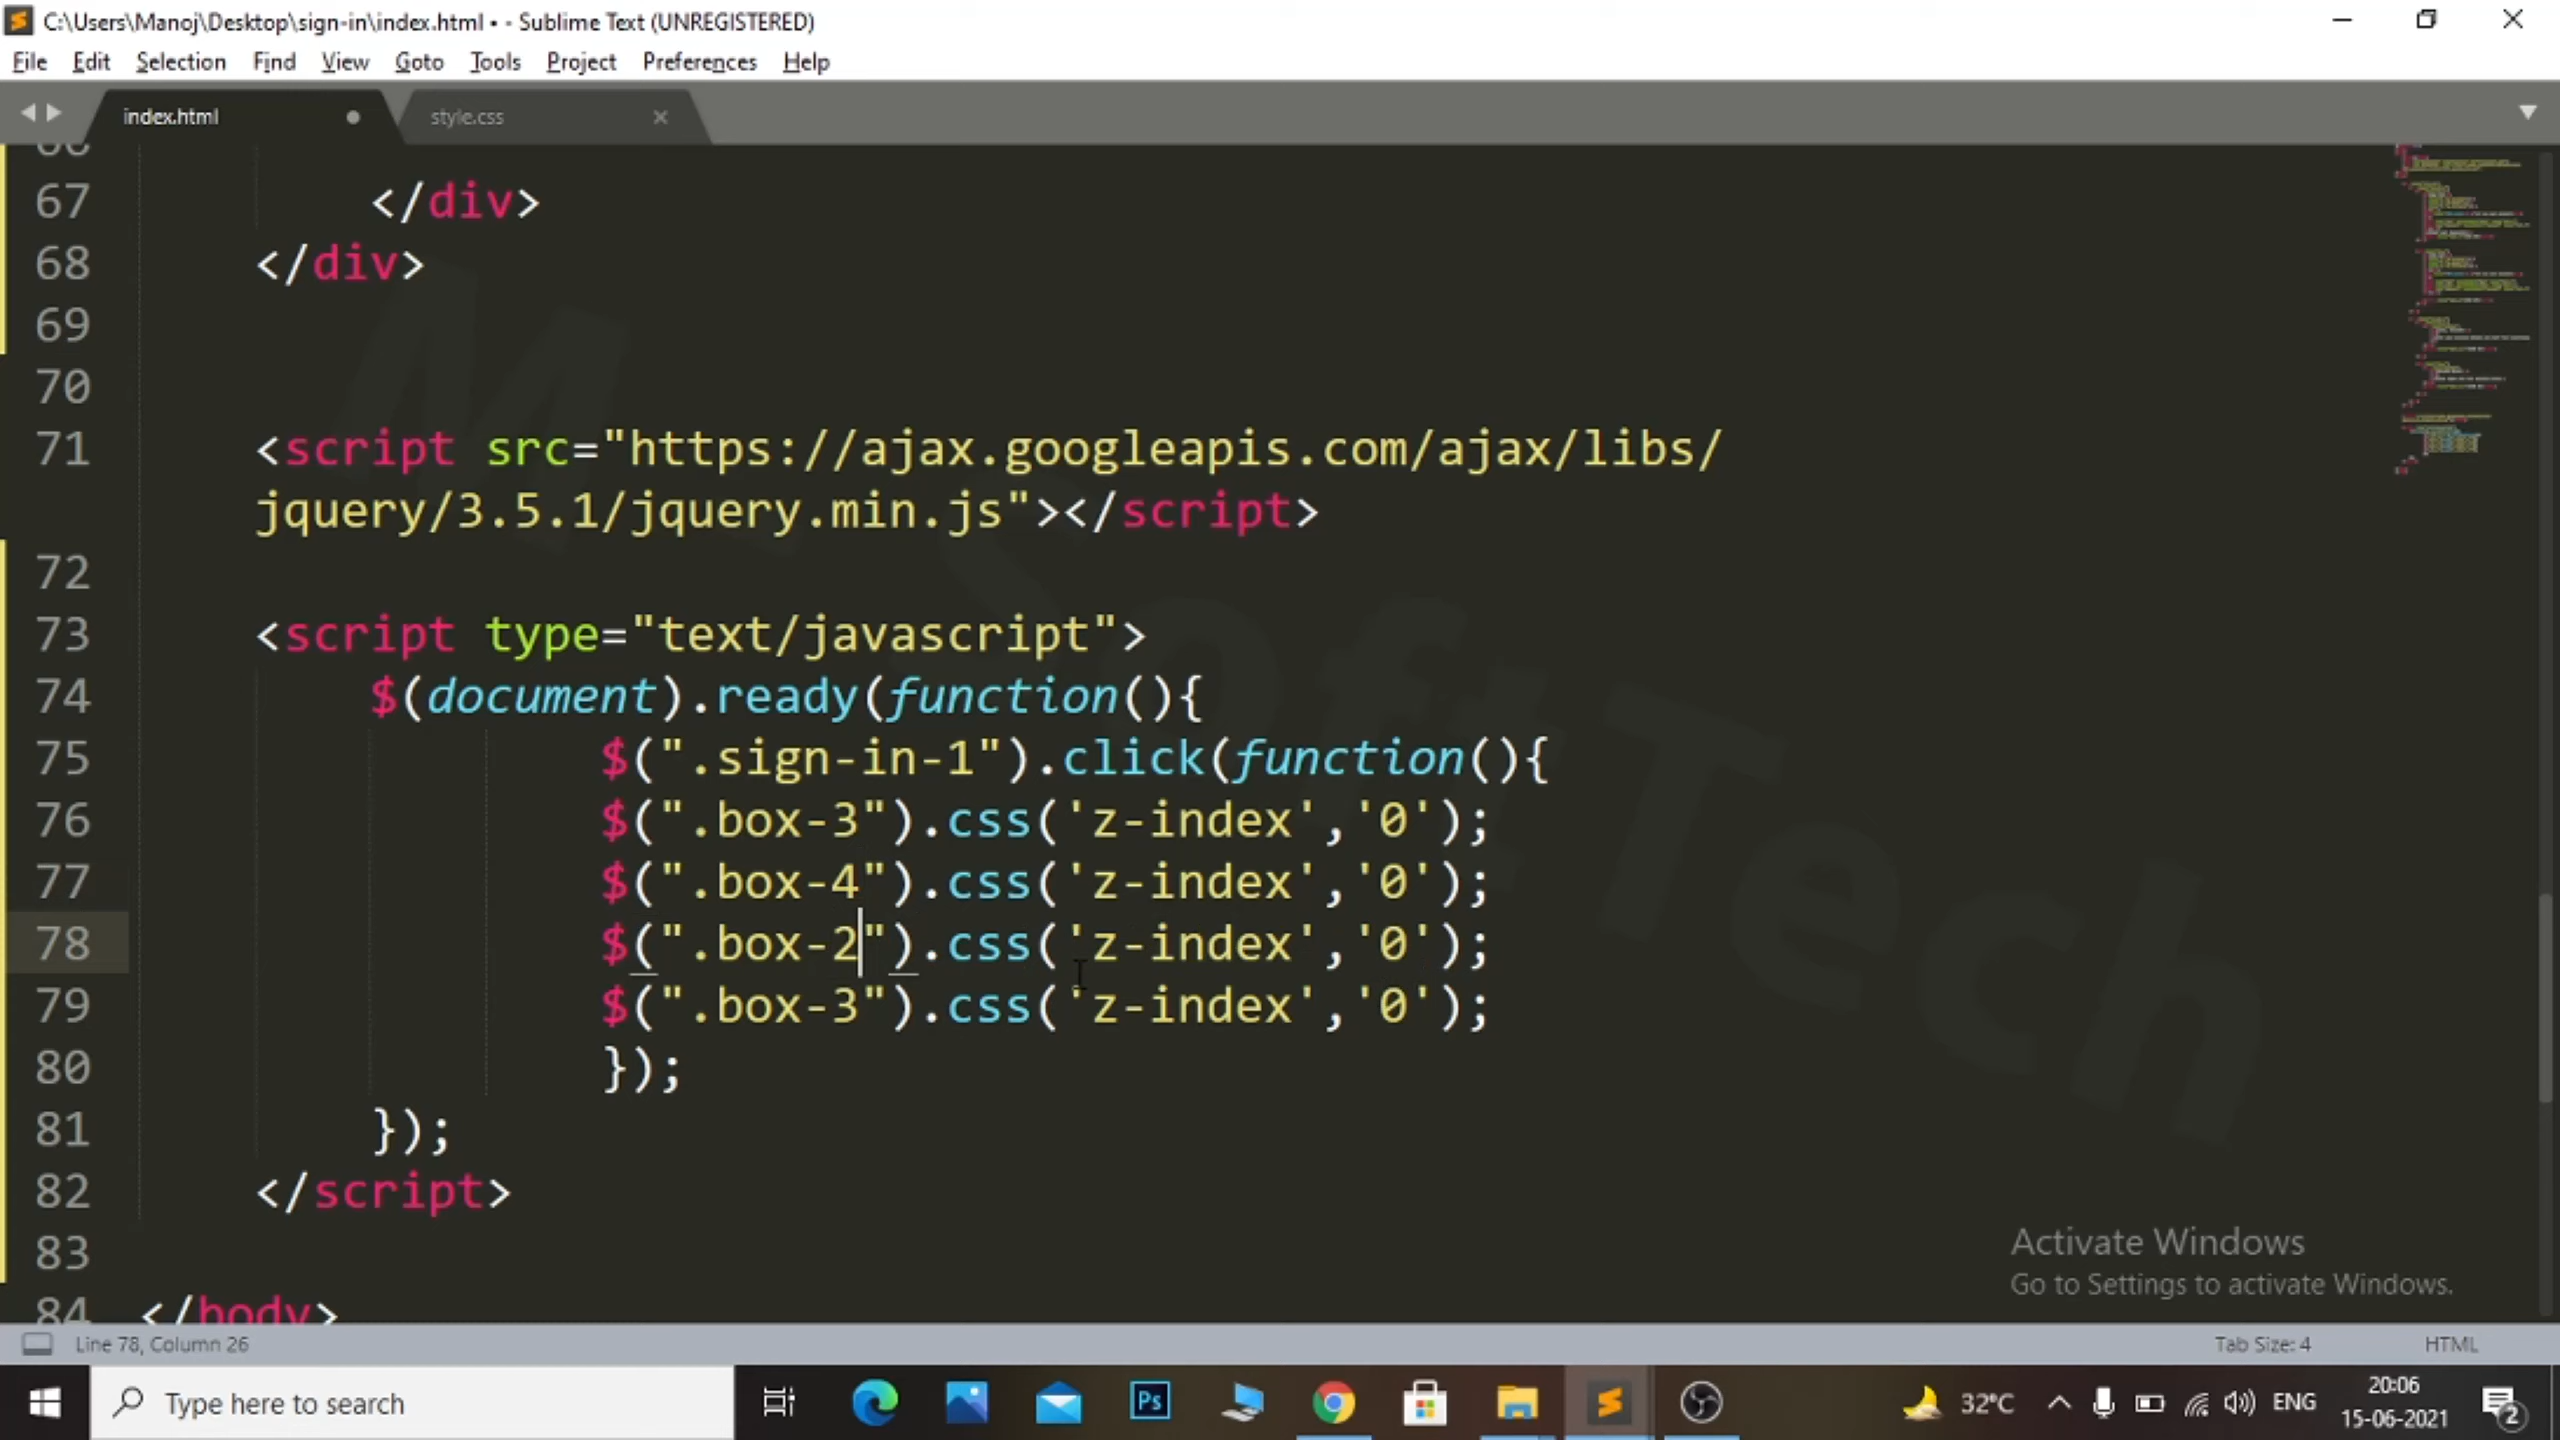 C:\Users\Manoj\Desktop\sign-in\index.html • - Sublime Text (UNREGISTERED)
File Edit Selection Find View Goto Tools Project Preferences Help
index.html style.css
67 </div>
68 </div>
69
70
71 <script src="https://ajax.googleapis.com/ajax/libs/
jquery/3.5.1/jquery.min.js"></script>
72
73 <script type="text/javascript">
74 $(document).ready(function(){
75 $(".sign-in-1").click(function(){
76 $(".box-3").css('z-index','0');
77 $(".box-4").css('z-index','0');
78 $(".box-2").css('z-index','0');
79 $(".box-3").css('z-index','0');
80 });
81 });
82 </script>
83
84 </body>
M SoftTech
Activate Windows
Go to Settings to activate Windows.
Line 78, Column 26 Tab Size: 4 HTML
Type here to search Ps 32°C ENG 20:06
15-06-2021 2